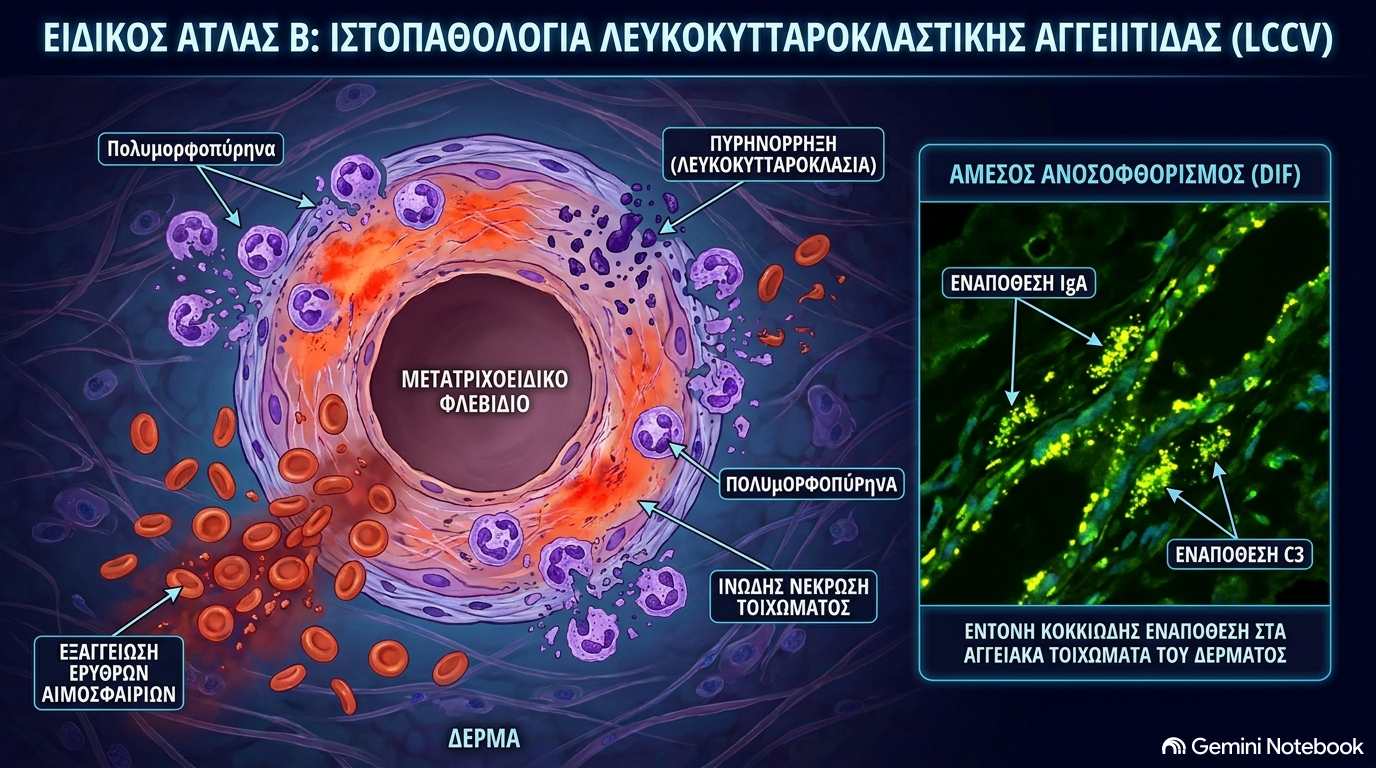 ΕΙΔΙΚΟΣ ΑΤΛΑΣ Β: ΙΣΤΟΠΑΘΟΛΟΓΙΑ ΛΕΥΚΟΚΥΤΤΑΡΟΚΛΑΣΤΙΚΗΣ ΑΓΓΕΙΙΤΙΔΑΣ (LCCV)
Πολυμορφοπύρηνα
ΠΥΡΗΝΟΡΡΗΞΗ
(ΛΕΥΚΟΚΥΤΤΑΡΟΚΛΑΣΙΑ)
ΜΕΤΑΤΡΙΧΟΕΙΔΙΚΟ
ΦΛΕΒΙΔΙΟ
ΠΟΛΥμΟΡΦΟΠΎΡηνΑ
ΙΝΩΔΗΣ ΝΕΚΡΩΣΗ
ΤΟΙΧΩΜΑΤΟΣ
ΕΞΑΓΓΕΙΩΣΗ
ΕΡΥΘΡΩΝ
ΑΙΜΟΣΦΑΙΡΙΩΝ
ΔΕΡΜΑ
ΑΜΕΣΟΣ ΑΝΟΣΟΦΘΟΡΙΣΜΟΣ (DIF)
ΕΝΑΠΟΘΕΣΗ IgA
ΕΝΑΠΟΘΕΣΗ C3
ΕΝΤΟΝΗ ΚΟΚΚΙΩΔΗΣ ΕΝΑΠΟΘΕΣΗ ΣΤΑ
ΑΓΓΕΙΑΚΑ ΤΟΙΧΩΜΑΤΑ ΤΟΥ ΔΕΡΜΑΤΟΣ
Gemini Notebook